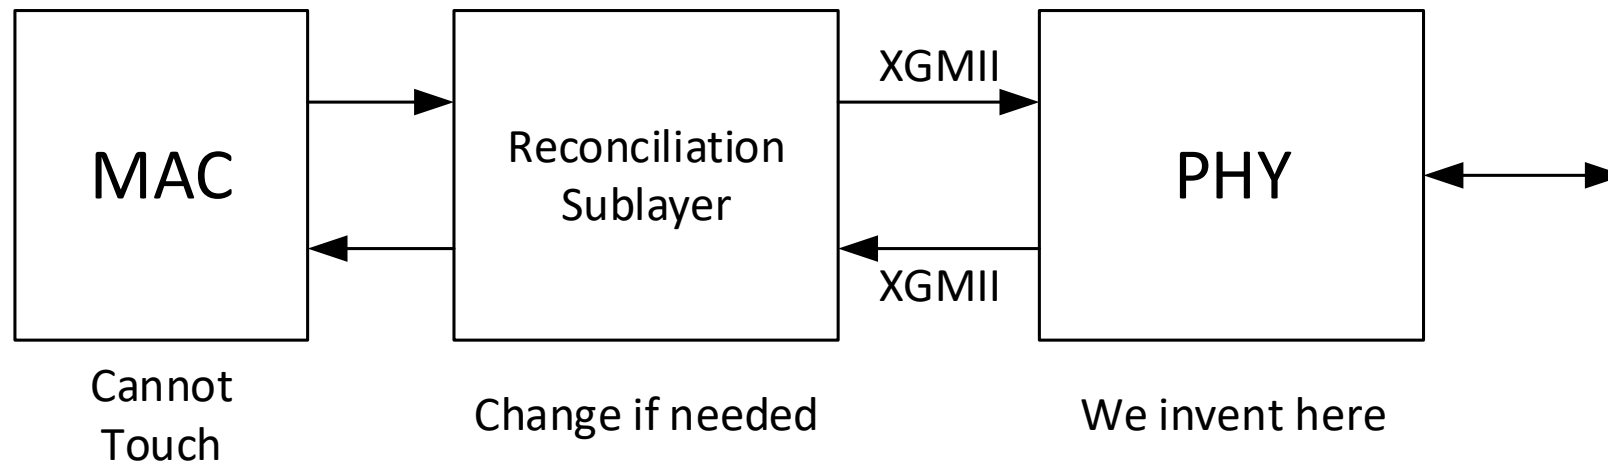 MAC
Reconciliation
Sublayer
XGMII
XGMII
PHY
Cannot
Touch
Change if needed
We invent here